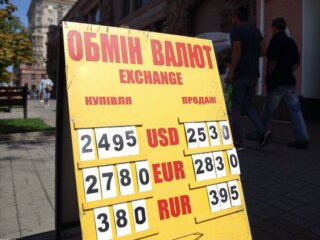 ОБМІН ВАЛЮТ
EXCHANGE
КУПІВЛЯ ПРОДАЖ
2495 USD 2530
2780 EUR 2830
380 RUR 395